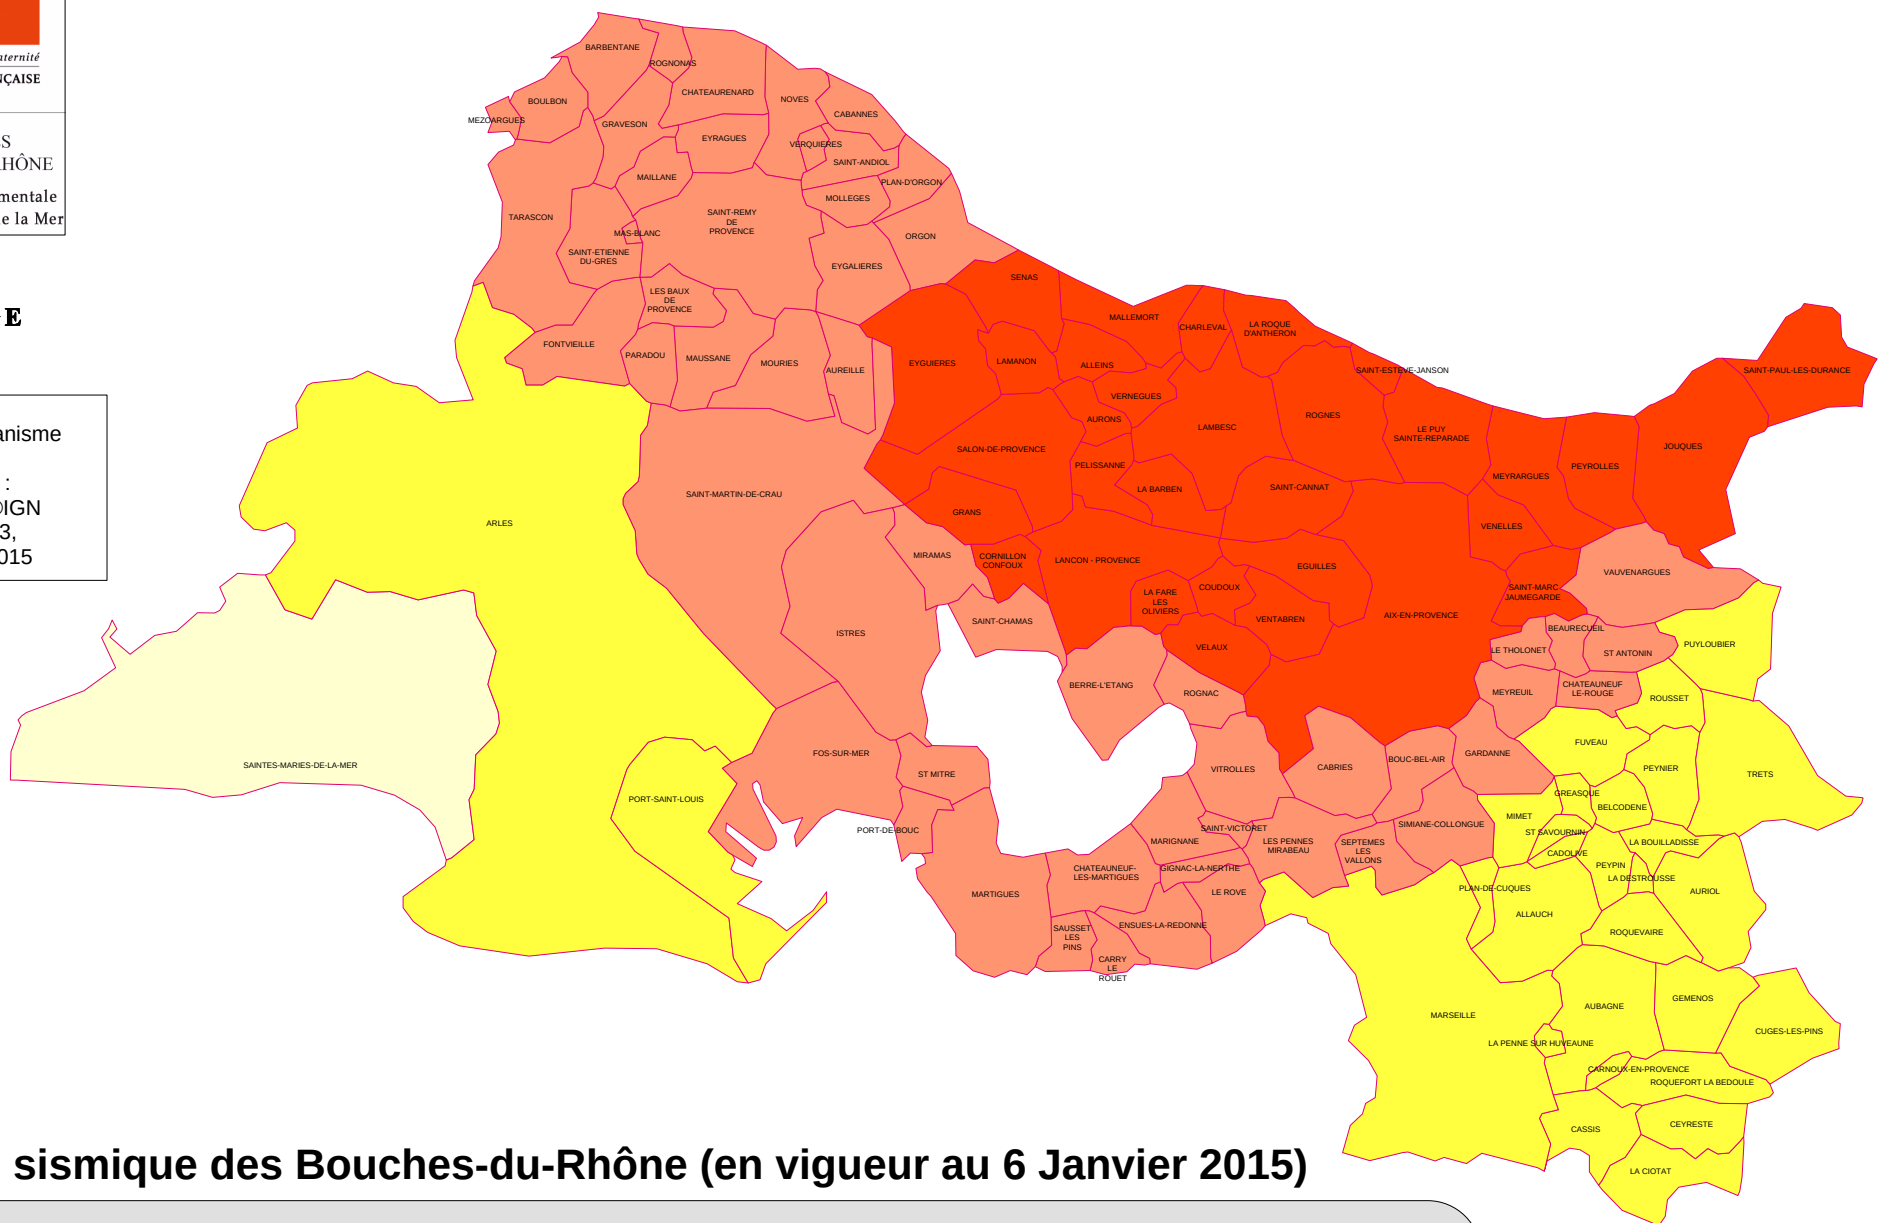 aternité
NÇAISE
S
HÔNE
mentale
e la Mer
E
anisme
:
©IGN
3,
015
BARBENTANE
ROGNONAS
CHATEAURENARD
NOVES
CABANNES
BOULBON
MEZOARGUES
GRAVESON
EYRAGUES
VERQUIERES
SAINT-ANDIOL
MAILLANE
PLAN-D'ORGON
MOLLEGES
TARASCON
SAINT-REMY
DE
PROVENCE
MAS-BLANC
ORGON
SAINT-ETIENNE
DU-GRES
EYGALIERES
SENAS
LES BAUX
DE
PROVENCE
MALLEMORT
CHARLEVAL
LA ROQUE
D'ANTHERON
FONTVIEILLE
PARADOU
MAUSSANE
MOURIES
AUREILLE
EYGUIERES
LAMANON
ALLEINS
SAINT-ESTEVE-JANSON
SAINT-PAUL-LES-DURANCE
VERNEGUES
AURONS
LAMBESC
ROGNES
LE PUY
SAINTE-REPARADE
JOUQUES
SALON-DE-PROVENCE
PELISSANNE
LA BARBEN
SAINT-CANNAT
MEYRARGUES
PEYROLLES
SAINT-MARTIN-DE-CRAU
ARLES
GRANS
VENELLES
MIRAMAS
CORNILLON
CONFOUX
LANCON - PROVENCE
EGUILLES
VAUVENARGUES
LA FARE
LES
OLIVIERS
COUDOUX
VENTABREN
AIX-EN-PROVENCE
SAINT-MARC
JAUMEGARDE
ISTRES
SAINT-CHAMAS
VELAUX
BEAURECUEIL
LE THOLONET
ST ANTONIN
PUYLOUBIER
BERRE-L'ETANG
ROGNAC
MEYREUIL
CHATEAUNEUF
LE-ROUGE
ROUSSET
FOS-SUR-MER
ST MITRE
VITROLLES
CABRIES
BOUC-BEL-AIR
GARDANNE
FUVEAU
PEYNIER
TRETS
SAINTES-MARIES-DE-LA-MER
PORT-SAINT-LOUIS
PORT-DE-BOUC
GREASQUE
BELCODENE
MIMET
SIMIANE-COLLONGUE
SAINT-VICTORET
MARIGNANE
LES PENNES
MIRABEAU
SEPTEMES
LES
VALLONS
ST SAVOURNIN
CADOLIVE
LA BOUILLADISSE
PEYPIN
LA DESTROUSSE
CHATEAUNEUF-
LES-MARTIGUES
GIGNAC-LA-NERTHE
LE ROVE
MARTIGUES
PLAN-DE-CUQUES
ALLAUCH
AURIOL
SAUSSET
LES
PINS
ENSUES-LA-REDONNE
ROQUEVAIRE
CARRY
LE
ROUET
MARSEILLE
AUBAGNE
GEMENOS
CUGES-LES-PINS
LA PENNE SUR HUVEAUNE
CARNOUX-EN-PROVENCE
ROQUEFORT LA BEDOULE
CASSIS
CEYRESTE
LA CIOTAT
sismique des Bouches-du-Rhône (en vigueur au 6 Janvier 2015)